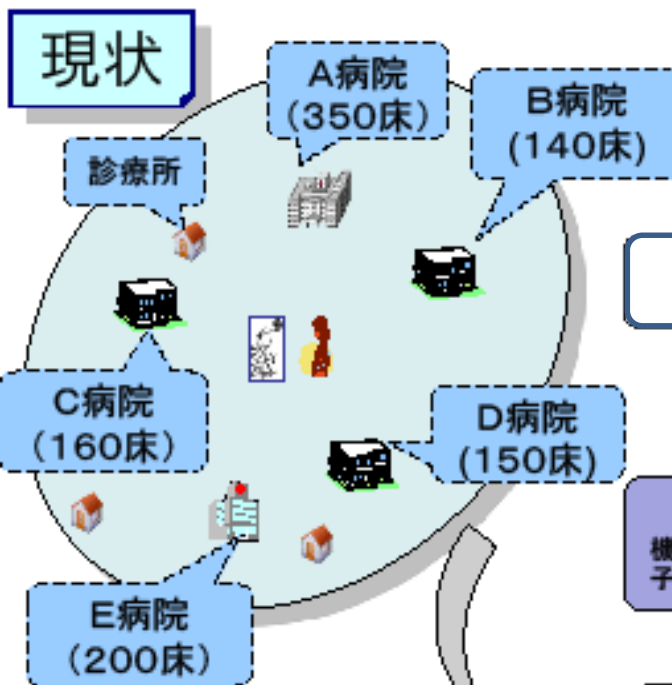 現状
A病院
（350床）
B病院
(140床)
診療所
C病院
（160床）
D病院
(150床)
E病院
（200床）
機
子